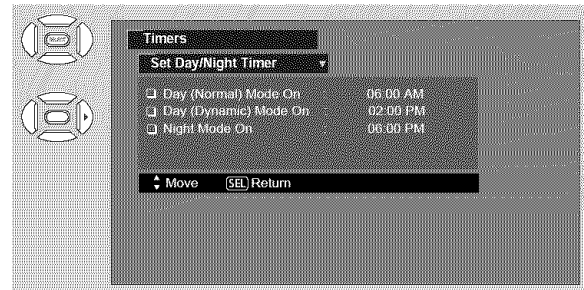 SELECT
Timers
Set Day/Night Timer
Day (Normal) Mode On : 06:00 AM
Day (Dynamic) Mode On : 02:00 PM
Night Mode On : 06:00 PM
Move SEL Return